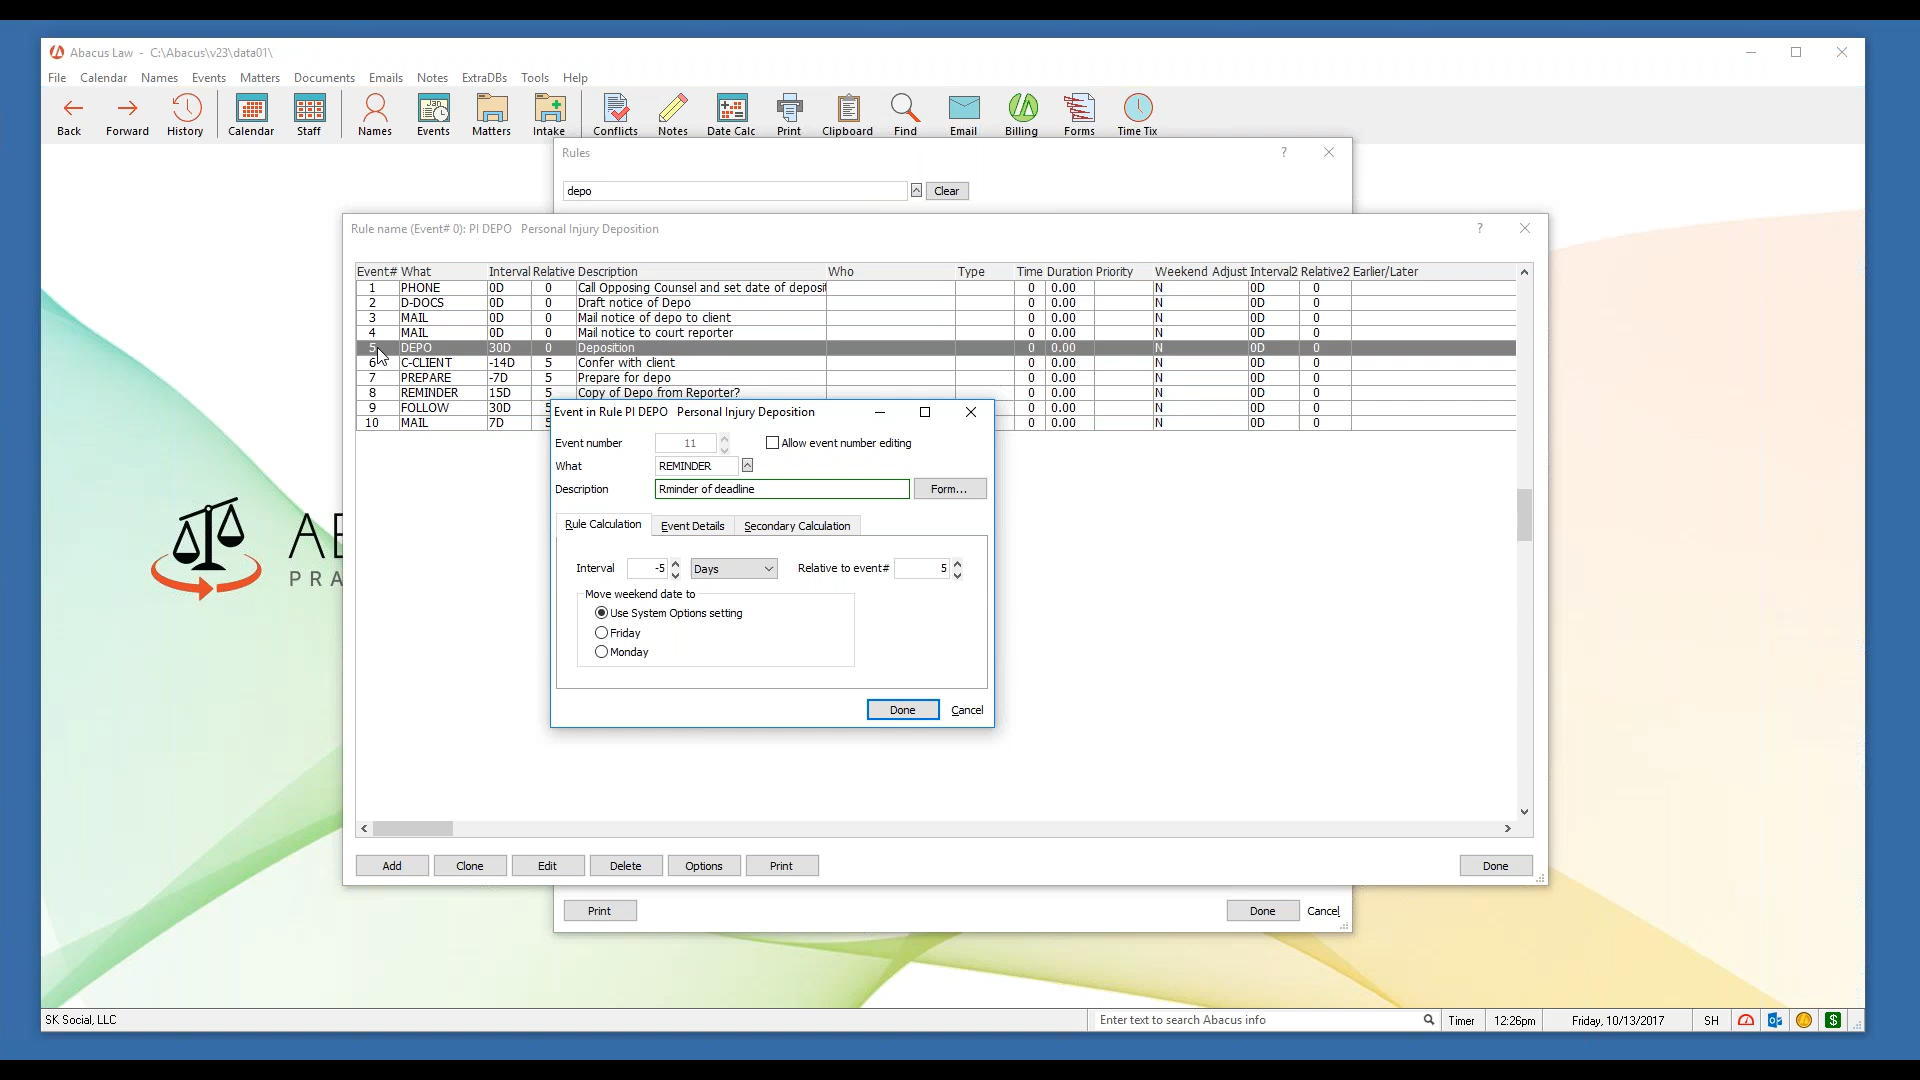 Abacus Law - C:\Abacus\v23\data01\
File Calendar Names Events Matters Documents Emails Notes ExtraDBs Tools Help
Back Forward History Calendar Staff Names Events Matters Intake Conflicts Notes Date Calc Print Clipboard Find Email Billing Forms Time Tix
Rules ?
depo Clear
Rule name (Event# 0): PI DEPO Personal Injury Deposition ?
Event# What Interval Relative Description Who Type Time Duration Priority Weekend Adjust Interval2 Relative2 Earlier/Later
1 PHONE 0D 0 Call Opposing Counsel and set date of deposit 0 0.00 N 0D 0
2 D-DOCS 0D 0 Draft notice of Depo 0 0.00 N 0D 0
3 MAIL 0D 0 Mail notice of depo to client 0 0.00 N 0D 0
4 MAIL 0D 0 Mail notice to court reporter 0 0.00 N 0D 0
5 DEPO 30D 0 Deposition 0 0.00 N 0D 0
6 C-CLIENT -14D 5 Confer with client 0 0.00 N 0D 0
7 PREPARE -7D 5 Prepare for depo 0 0.00 N 0D 0
8 REMINDER 15D 5 Copy of Depo from Reporter? 0 0.00 N 0D 0
9 FOLLOW 30D 5 0 0.00 N 0D 0
10 MAIL 7D 5 0 0.00 N 0D 0
Event in Rule PI DEPO Personal Injury Deposition
Event number 11 Allow event number editing
What REMINDER
Description Rminder of deadline Form...
Rule Calculation Event Details Secondary Calculation
Interval -5 Days Relative to event# 5
Move weekend date to
Use System Options setting
Friday
Monday
Done Cancel
AB
PRA
Add Clone Edit Delete Options Print Done
Print Done Cancel
SK Social, LLC Enter text to search Abacus info Timer 12:26pm Friday, 10/13/2017 SH $